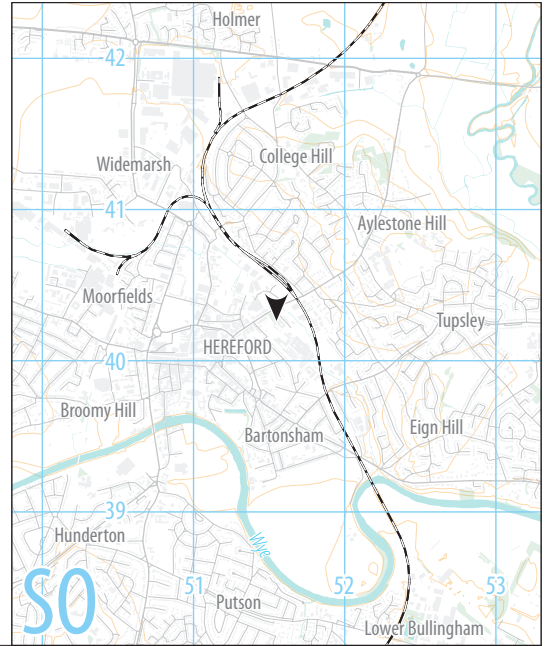 Holmer
42
Widemarsh
College Hill
41
Aylestone Hill
Moorfields
Tupsley
HEREFORD
40
Broomy Hill
Bartonsham
Eign Hill
39
Hunderton
Wye
SO
51
52
53
Putson
Lower Bullingham